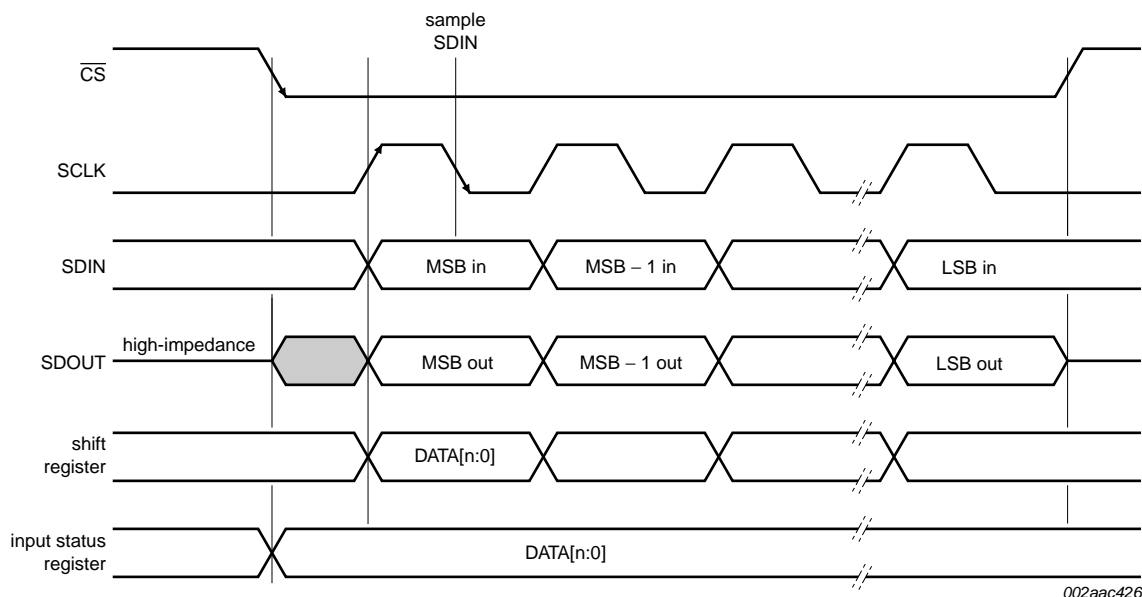 sample
SDIN
CS
SCLK
SDIN
MSB in
MSB − 1 in
LSB in
SDOUT
high-impedance
MSB out
MSB − 1 out
LSB out
shift
register
DATA[n:0]
input status
register
DATA[n:0]
002aac426